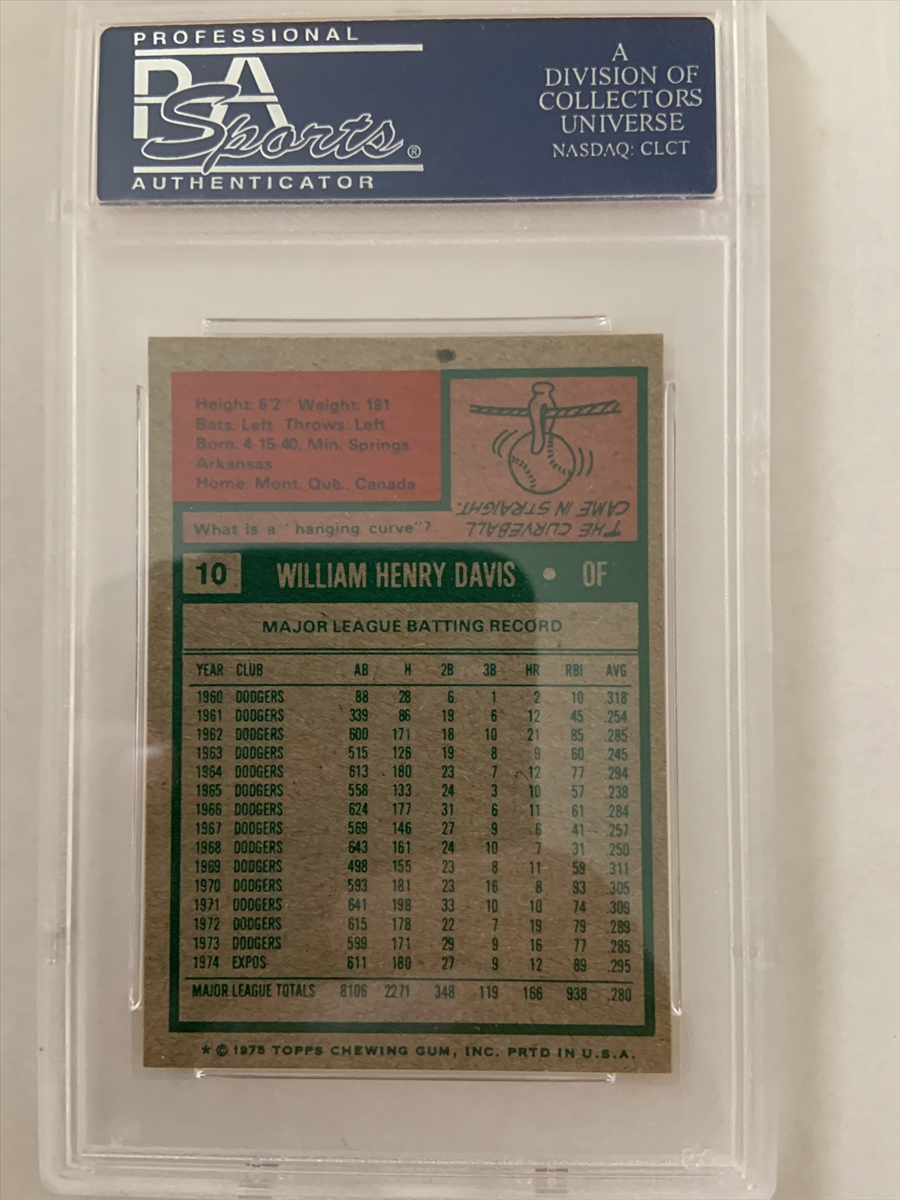 PROFESSIONAL
PSA
Sports®
AUTHENTICATOR
A
DIVISION OF
COLLECTORS
UNIVERSE
NASDAQ: CLCT
Height: 6'2" Weight: 181
Bats: Left Throws: Left
Born: 4-15-40, Min. Springs
Arkansas
Home: Mont. Que., Canada
What is a "hanging curve"?
THE CURVEBALL
CAME IN STRAIGHT.
10 WILLIAM HENRY DAVIS • OF
MAJOR LEAGUE BATTING RECORD
YEAR CLUB AB H 2B 3B HR RBI AVG
1960 DODGERS 88 28 6 1 2 10 .318
1961 DODGERS 339 86 19 6 12 45 .254
1962 DODGERS 600 171 18 10 21 85 .285
1963 DODGERS 515 126 19 8 9 60 .245
1964 DODGERS 613 180 23 7 12 77 .294
1965 DODGERS 558 133 24 3 10 57 .238
1966 DODGERS 624 177 31 6 11 61 .284
1967 DODGERS 569 146 27 9 6 41 .257
1968 DODGERS 643 161 24 10 7 31 .250
1969 DODGERS 498 155 23 8 11 59 .311
1970 DODGERS 593 181 23 16 8 93 .305
1971 DODGERS 641 198 33 10 10 74 .309
1972 DODGERS 615 178 22 7 19 79 .289
1973 DODGERS 599 171 29 9 16 77 .285
1974 EXPOS 611 180 27 9 12 89 .295
MAJOR LEAGUE TOTALS 8106 2271 348 119 166 938 .280
★ © 1975 TOPPS CHEWING GUM, INC. PRTD IN U.S.A.